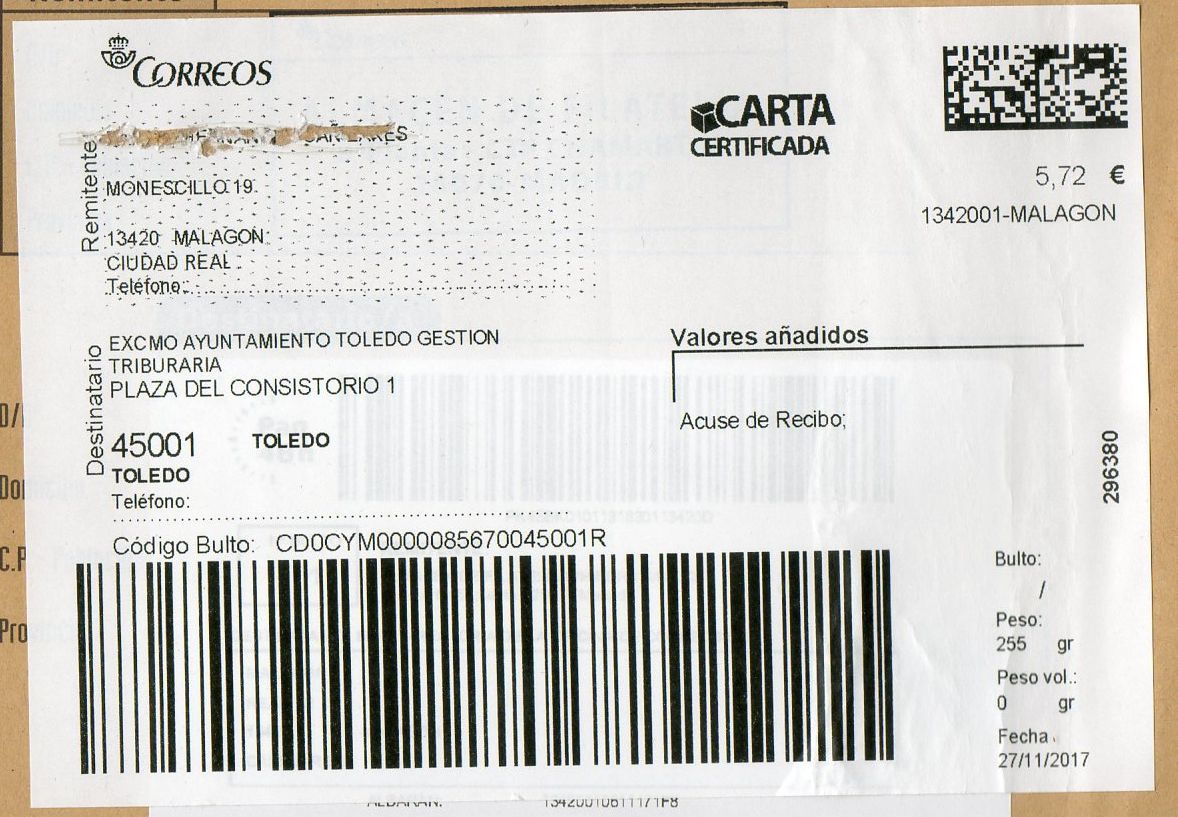 CORREOS
CARTA
CERTIFICADA
5,72 €
1342001-MALAGON
Remitente
MONESCILLO 19
13420 MALAGON
CIUDAD REAL
Teléfono:
Destinatario
EXCMO AYUNTAMIENTO TOLEDO GESTION
TRIBURARIA
PLAZA DEL CONSISTORIO 1
45001 TOLEDO
TOLEDO
Teléfono:
Valores añadidos
Acuse de Recibo;
296380
Código Bulto: CD0CYM0000085670045001R
Bulto:
/
Peso:
255 gr
Peso vol.:
0 gr
Fecha
27/11/2017